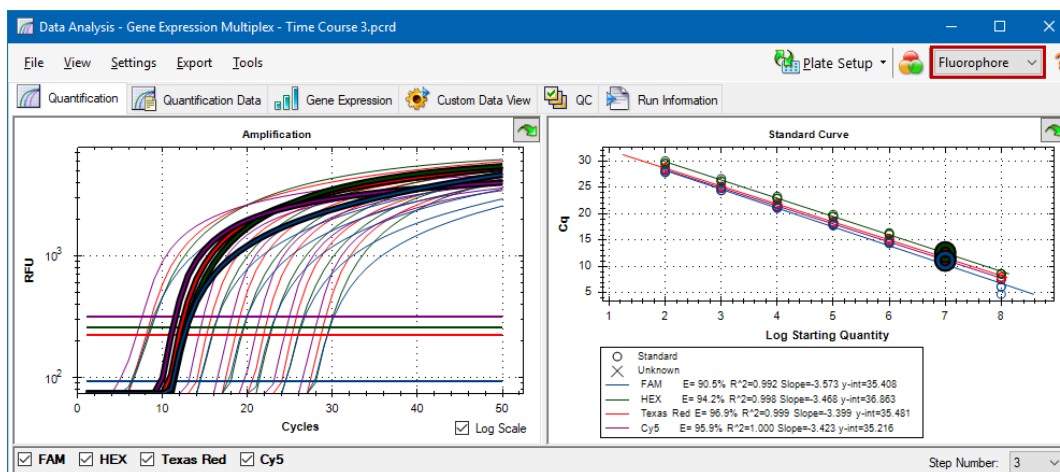 Data Analysis - Gene Expression Multiplex - Time Course 3.pcrd
File View Settings Export Tools Plate Setup Fluorophore
Quantification Quantification Data Gene Expression Custom Data View QC Run Information
Amplification
10^3
10^2
RFU
0 10 20 30 40 50
Cycles
Log Scale
Standard Curve
30
25
20
15
10
5
Cq
1 2 3 4 5 6 7 8
Log Starting Quantity
Standard
Unknown
FAM E= 90.5% R^2=0.992 Slope=-3.573 y-int=35.408
HEX E= 94.2% R^2=0.998 Slope=-3.468 y-int=36.863
Texas Red E= 96.9% R^2=0.999 Slope=-3.399 y-int=35.481
Cy5 E= 95.9% R^2=1.000 Slope=-3.423 y-int=35.216
FAM HEX Texas Red Cy5 Step Number: 3